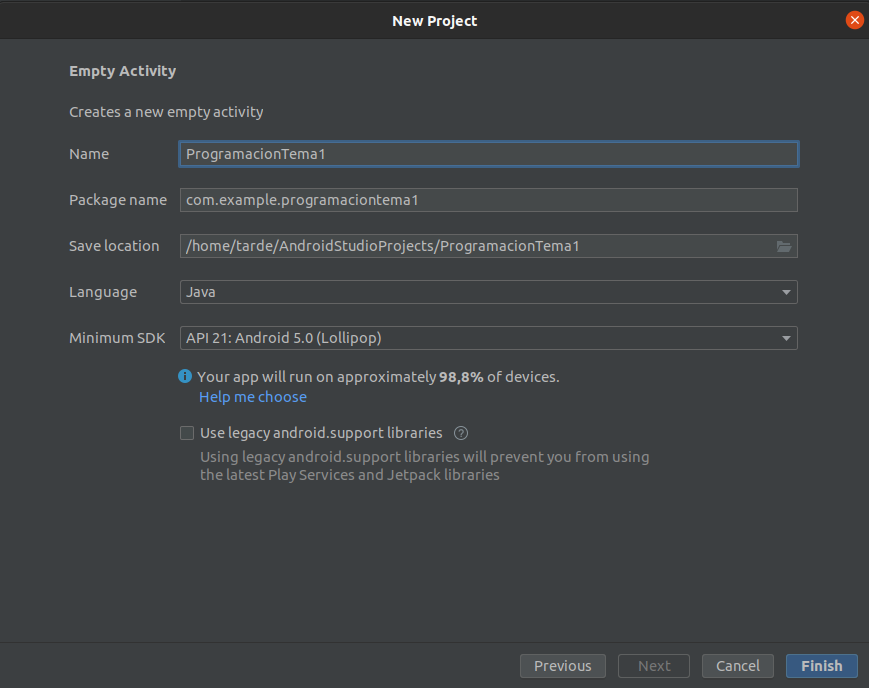 New Project
Empty Activity
Creates a new empty activity
Name ProgramacionTema1
Package name com.example.programaciontema1
Save location /home/tarde/AndroidStudioProjects/ProgramacionTema1
Language Java
Minimum SDK API 21: Android 5.0 (Lollipop)
Your app will run on approximately 98,8% of devices.
Help me choose
Use legacy android.support libraries ?
Using legacy android.support libraries will prevent you from using
the latest Play Services and Jetpack libraries
Previous Next Cancel Finish